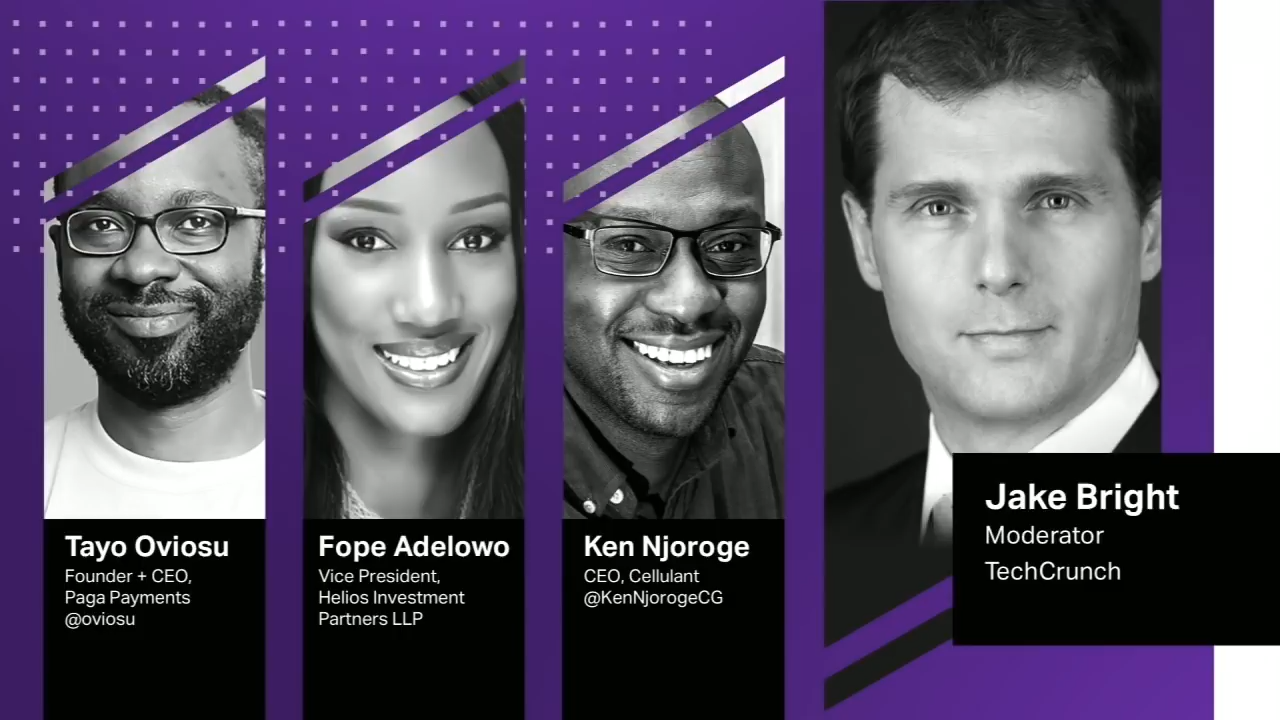 Tayo Oviosu
Founder + CEO,
Paga Payments
@oviosu
Fope Adelowo
Vice President,
Helios Investment
Partners LLP
Ken Njoroge
CEO, Cellulant
@KenNjorogeCG
Jake Bright
Moderator
TechCrunch